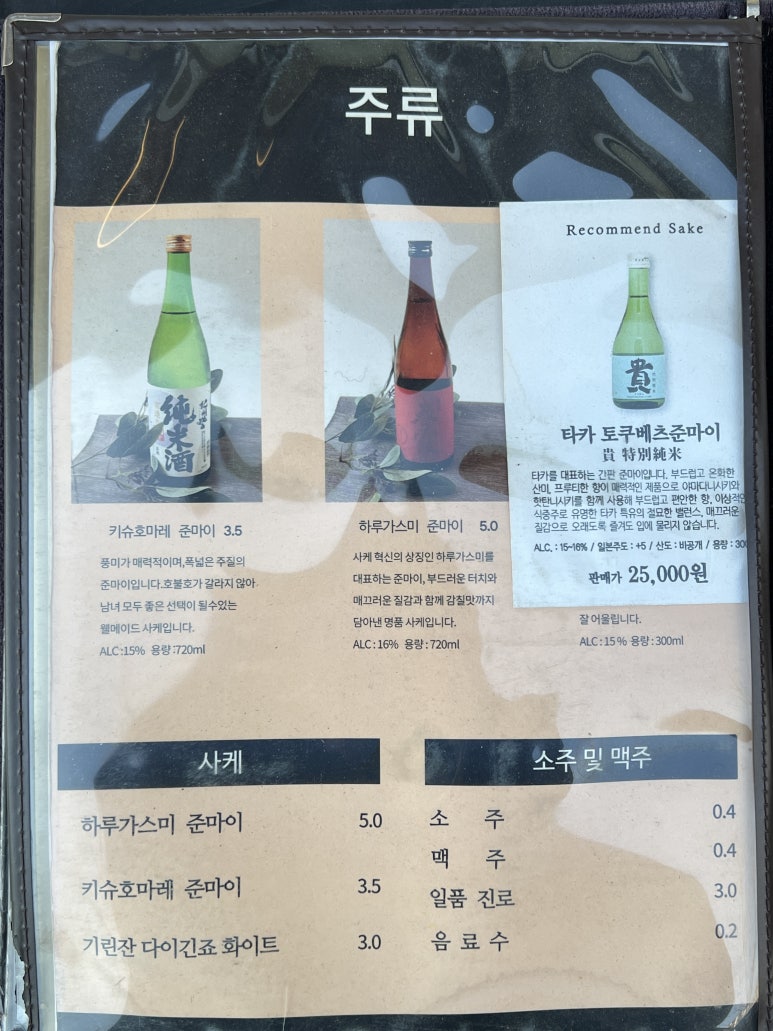 주류
純米酒
키슈호마레 준마이 3.5
풍미가 매력적이며,폭넓은 주질의
준마이입니다.호불호가 갈라지 않아
남녀 모두 좋은 선택이 될수있는
웰메이드 사케입니다.
ALC:15% 용량:720ml
하루가스미 준마이 5.0
사케 혁신의 상징인 하루가스미를
대표하는 준마이, 부드러운 터치와
매끄러운 질감과 함께 감칠맛까지
담아낸 명품 사케입니다.
ALC:16% 용량:720ml
Recommend Sake
貴
타카 토쿠베츠준마이
貴 特別純米
타카를 대표하는 간판 준마이입니다. 부드럽고 온화한
산미, 프루티한 향이 매력적인 제품으로 야마다니시키와
핫탄니시키를 함께 사용해 부드럽고 편안한 향, 이상적인
식중주로 유명한 타카 특유의 절묘한 밸런스, 매끄러운
질감으로 오래도록 즐겨도 입에 물리지 않습니다.
ALC. : 15~16% / 일본주도 : +5 / 산도 : 비공개 / 용량 : 300
판매가 25,000원
잘 어울립니다.
ALC : 15 % 용량 : 300ml
사케
하루가스미 준마이 5.0
키슈호마레 준마이 3.5
기린잔 다이긴죠 화이트 3.0
소주 및 맥주
소 주 0.4
맥 주 0.4
일품 진로 3.0
음 료 수 0.2